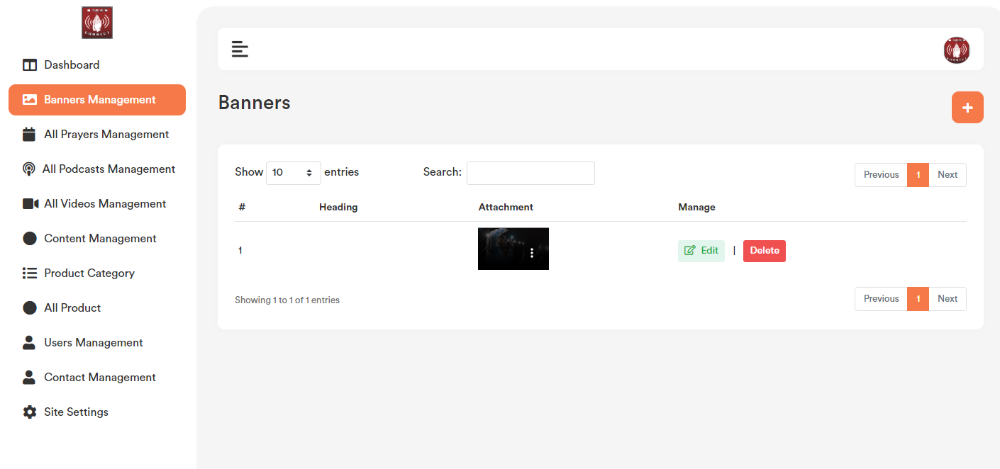 CONNECT
Dashboard
Banners Management
All Prayers Management
All Podcasts Management
All Videos Management
Content Management
Product Category
All Product
Users Management
Contact Management
Site Settings
CONNECT
Banners
+
Show 10 entries Search: Previous 1 Next
# Heading Attachment Manage
1 Edit | Delete
Showing 1 to 1 of 1 entries Previous 1 Next